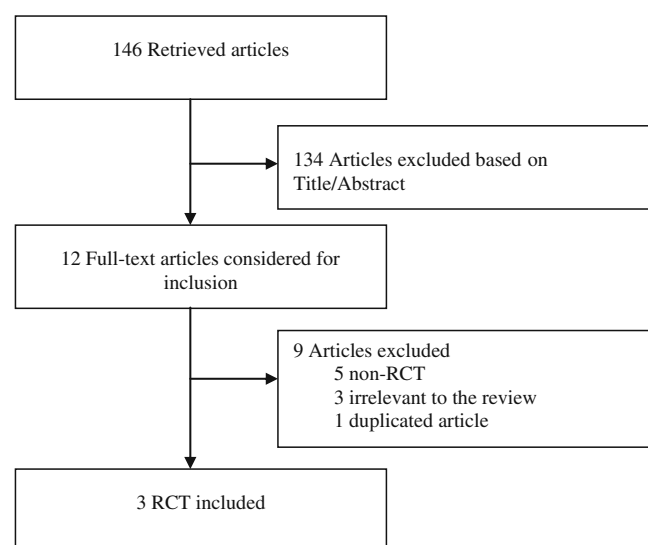 146 Retrieved articles
134 Articles excluded based on
Title/Abstract
12 Full-text articles considered for
inclusion
9 Articles excluded
5 non-RCT
3 irrelevant to the review
1 duplicated article
3 RCT included